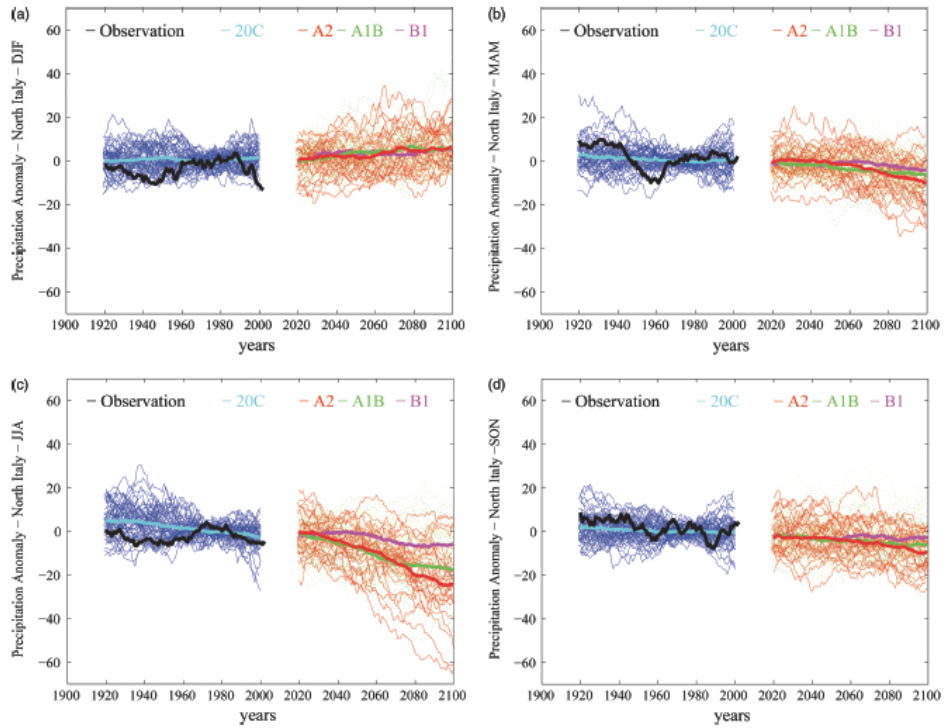 (a)
Precipitation Anomaly – North Italy – DJF
– Observation – 20C – A2 – A1B – B1
60
40
20
0
−20
−40
−60
1900 1920 1940 1960 1980 2000 2020 2040 2060 2080 2100
years
(b)
Precipitation Anomaly – North Italy – MAM
– Observation – 20C – A2 – A1B – B1
60
40
20
0
−20
−40
−60
1900 1920 1940 1960 1980 2000 2020 2040 2060 2080 2100
years
(c)
Precipitation Anomaly – North Italy – JJA
– Observation – 20C – A2 – A1B – B1
60
40
20
0
−20
−40
−60
1900 1920 1940 1960 1980 2000 2020 2040 2060 2080 2100
years
(d)
Precipitation Anomaly – North Italy –SON
– Observation – 20C – A2 – A1B – B1
60
40
20
0
−20
−40
−60
1900 1920 1940 1960 1980 2000 2020 2040 2060 2080 2100
years